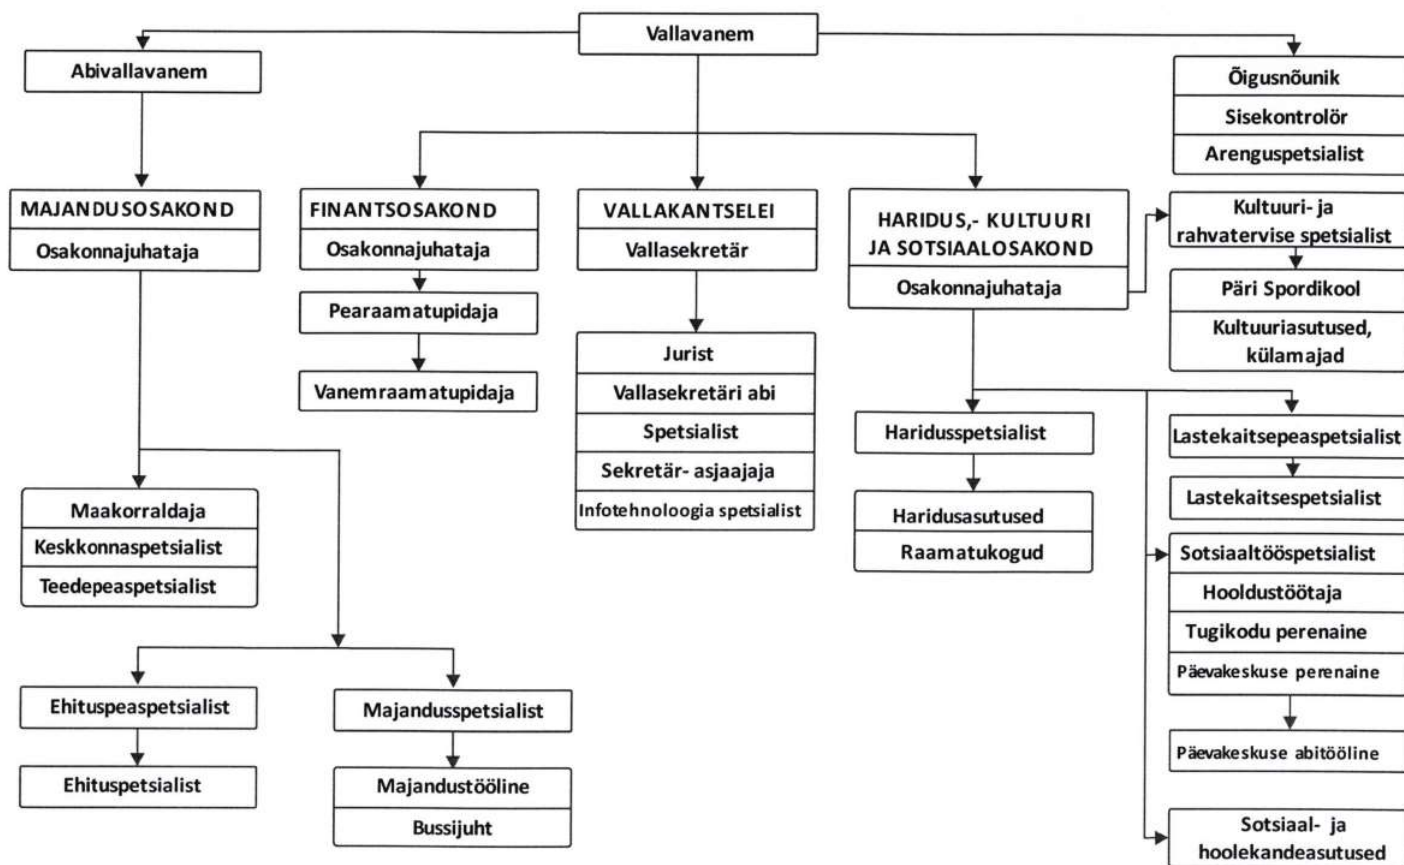 Vallavanem
Abivallavanem
Õigusnõunik
Sisekontrolör
Arenguspetsialist
MAJANDUSOSAKOND
Osakonnajuhataja
FINANTSOSAKOND
Osakonnajuhataja
Pearaamatupidaja
Vanemraamatupidaja
VALLAKANTSELEI
Vallasekretär
Jurist
Vallasekretäri abi
Spetsialist
Sekretär- asjaajaja
Infotehnoloogia spetsialist
HARIDUS,- KULTUURI
JA SOTSIAALOSAKOND
Osakonnajuhataja
Kultuuri- ja
rahvatervise spetsialist
Päri Spordikool
Kultuuriasutused,
külamajad
Haridusspetsialist
Haridusasutused
Raamatukogud
Lastekaitsepeaspetsialist
Lastekaitsespetsialist
Sotsiaaltööspetsialist
Hooldustöötaja
Tugikodu perenaine
Päevakeskuse perenaine
Päevakeskuse abitööline
Sotsiaal- ja
hoolekandeasutused
Maakorraldaja
Keskkonnaspetsialist
Teedepeaspetsialist
Ehituspeaspetsialist
Ehituspetsialist
Majandusspetsialist
Majandustööline
Bussijuht